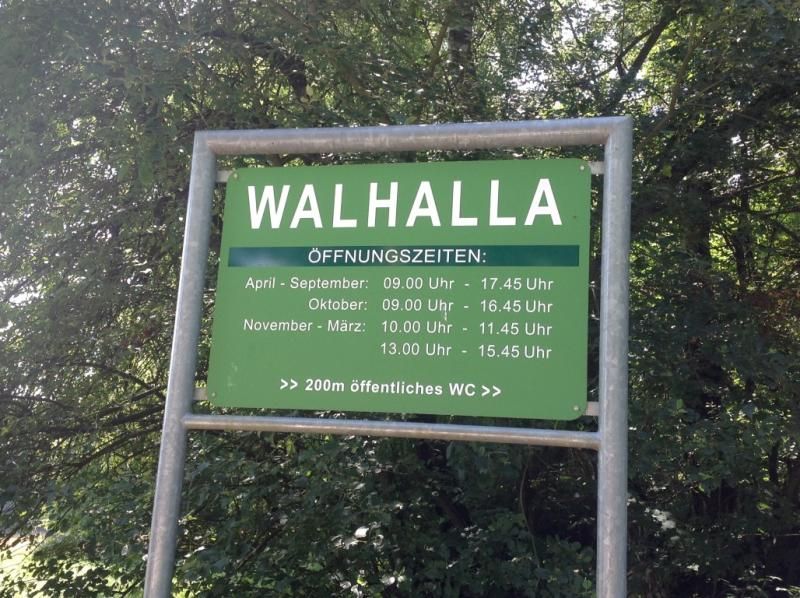 WALHALLA
ÖFFNUNGSZEITEN:
April - September: 09.00 Uhr - 17.45 Uhr
Oktober: 09.00 Uhr - 16.45 Uhr
November - März: 10.00 Uhr - 11.45 Uhr
13.00 Uhr - 15.45 Uhr
>> 200m öffentliches WC >>